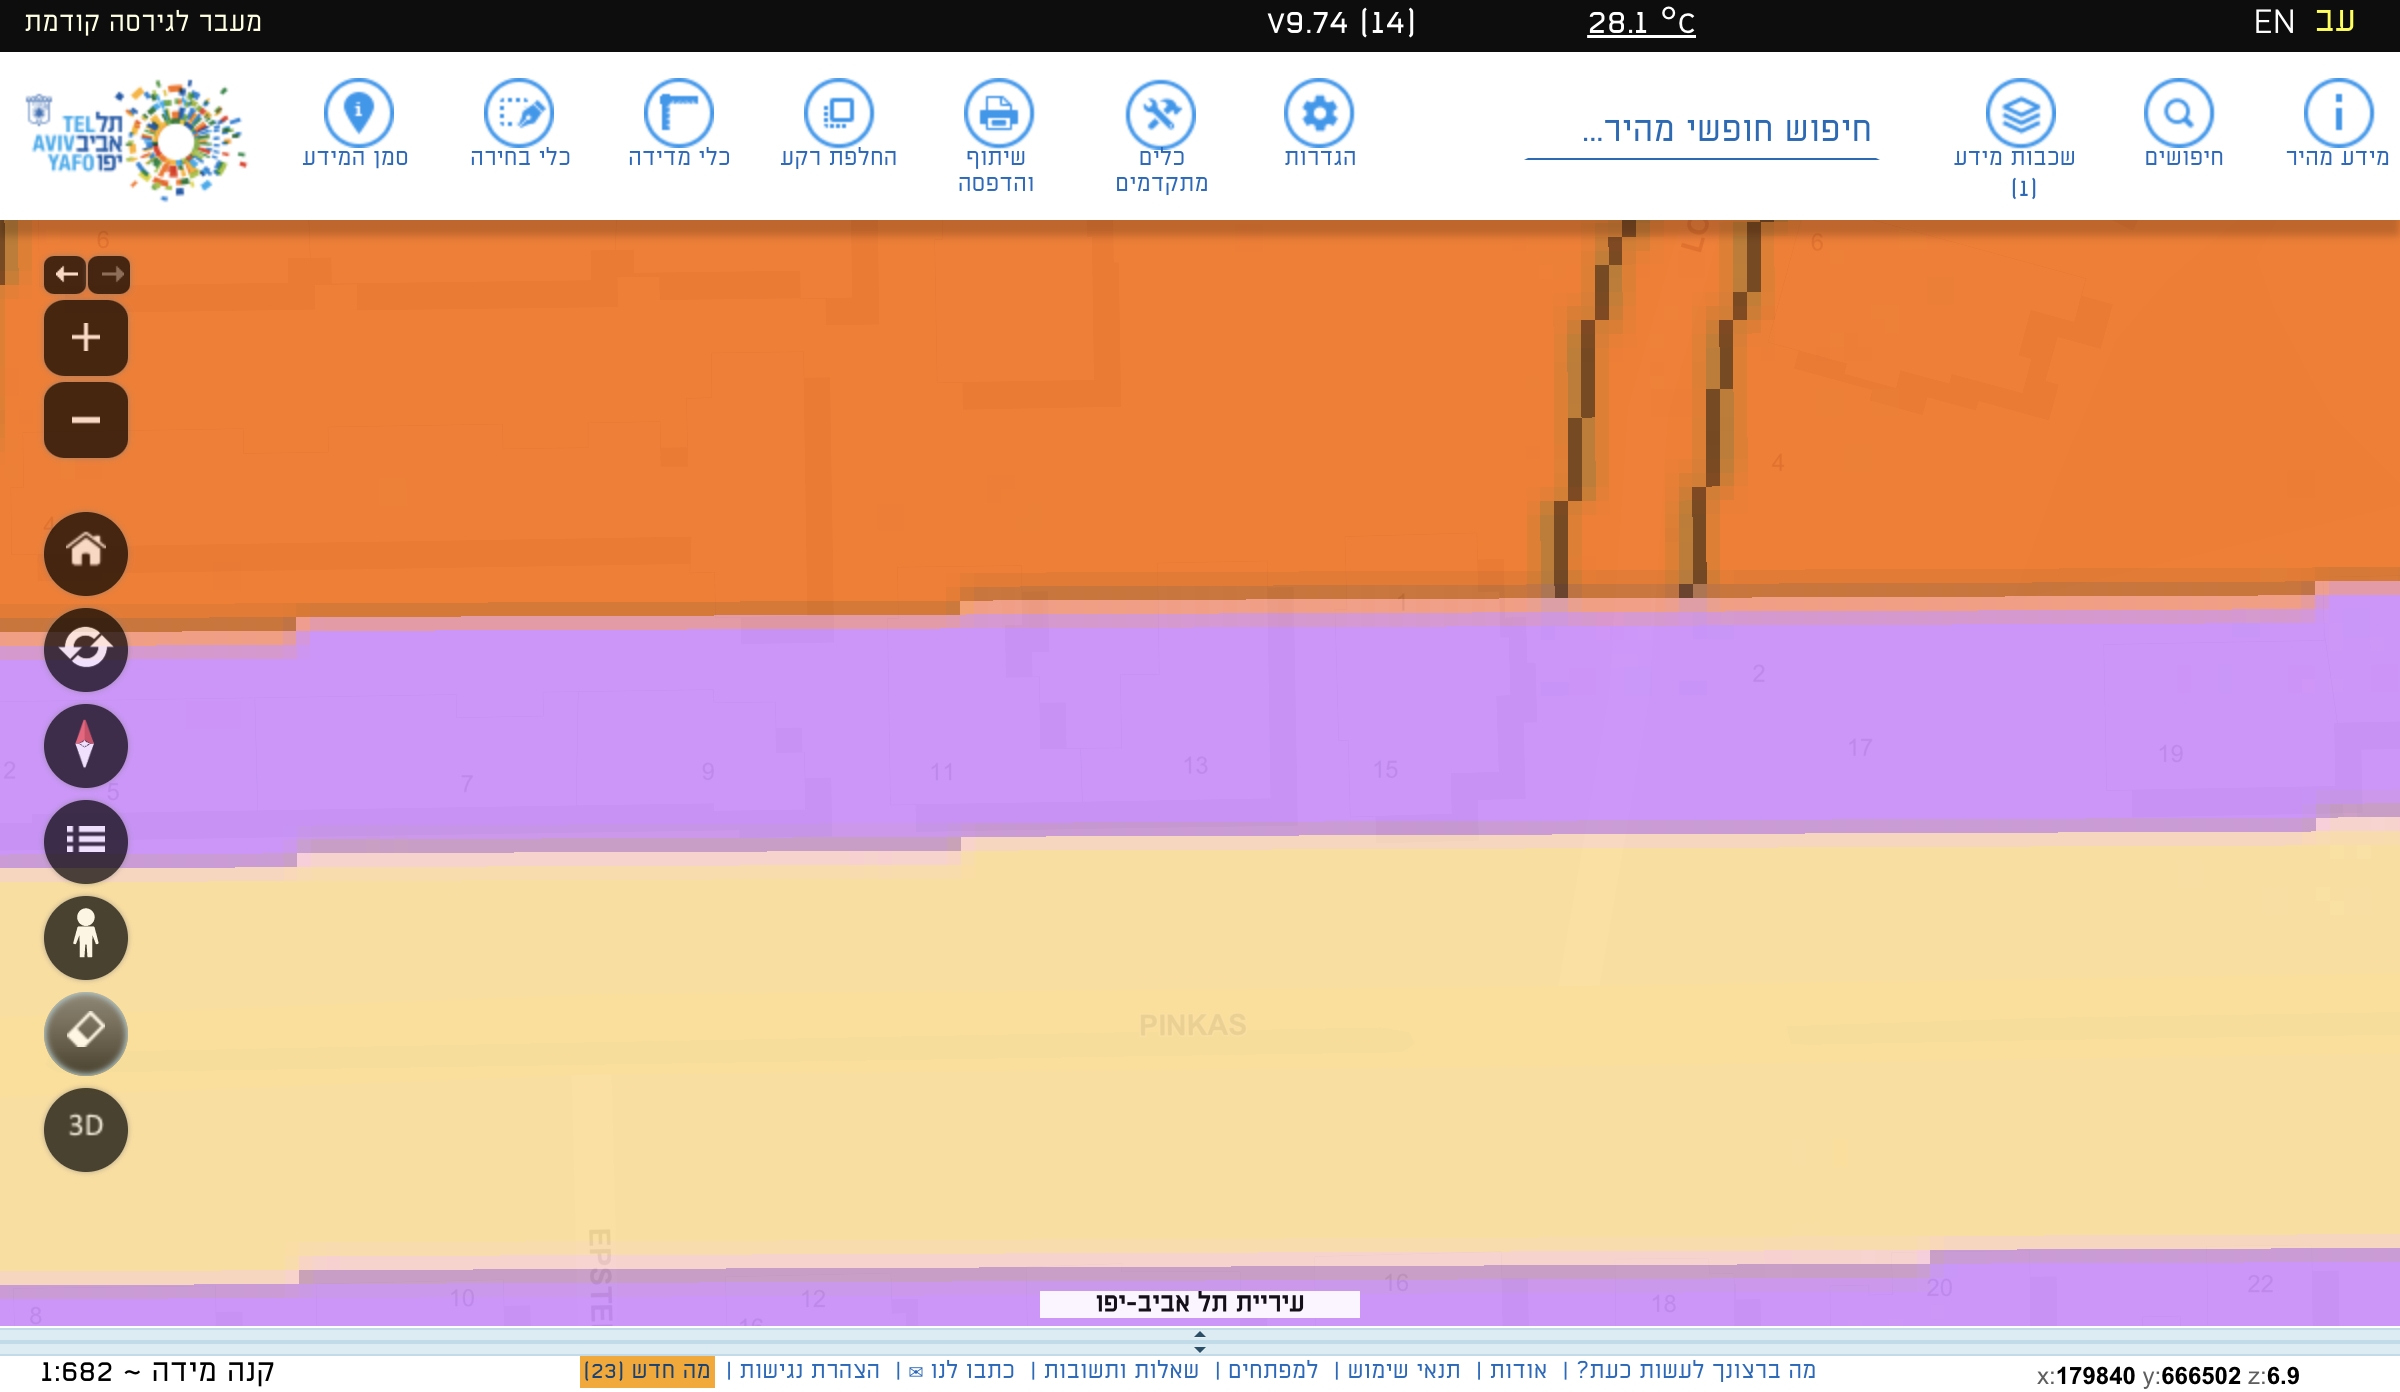 מעבר לגירסה קודמת
V9.74 (14)
28.1 °C
EN עב
תל TEL
אביב AVIV
יפו YAFO
סמן המידע
כלי בחירה
כלי מדידה
החלפת רקע
שיתוף
והדפסה
כלים
מתקדמים
הגדרות
חיפוש חופשי מהיר...
שכבות מידע
(1)
חיפושים
מידע מהיר
6
6
4
4
1
2
2
5
7
9
11
13
15
17
19
3D
PINKAS
EPSTE
8
10
12
16
16
18
20
22
עיריית תל אביב-יפו
קנה מידה ~ 1:682
מה ברצונך לעשות כעת? | אודות | תנאי שימוש | למפתחים | שאלות ותשובות | כתבו לנו ✉ | הצהרת נגישות | מה חדש (23)
x:179840 y:666502 z:6.9